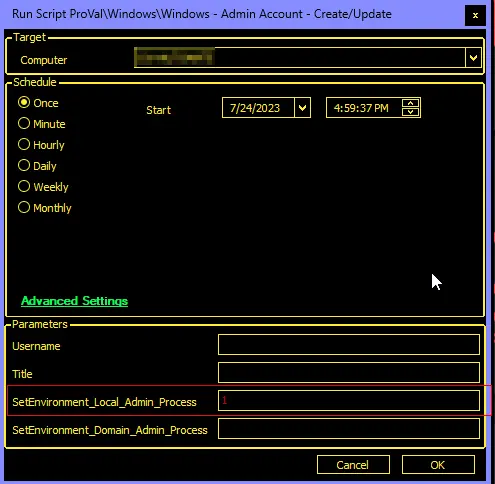 Run Script ProVal\Windows\Windows - Admin Account - Create/Update
x
Target
Computer
Schedule
Once
Minute
Hourly
Daily
Weekly
Monthly
Start
7/24/2023
4:59:37 PM
Advanced Settings
Parameters
Username
Title
SetEnvironment_Local_Admin_Process
1
SetEnvironment_Domain_Admin_Process
Cancel
OK